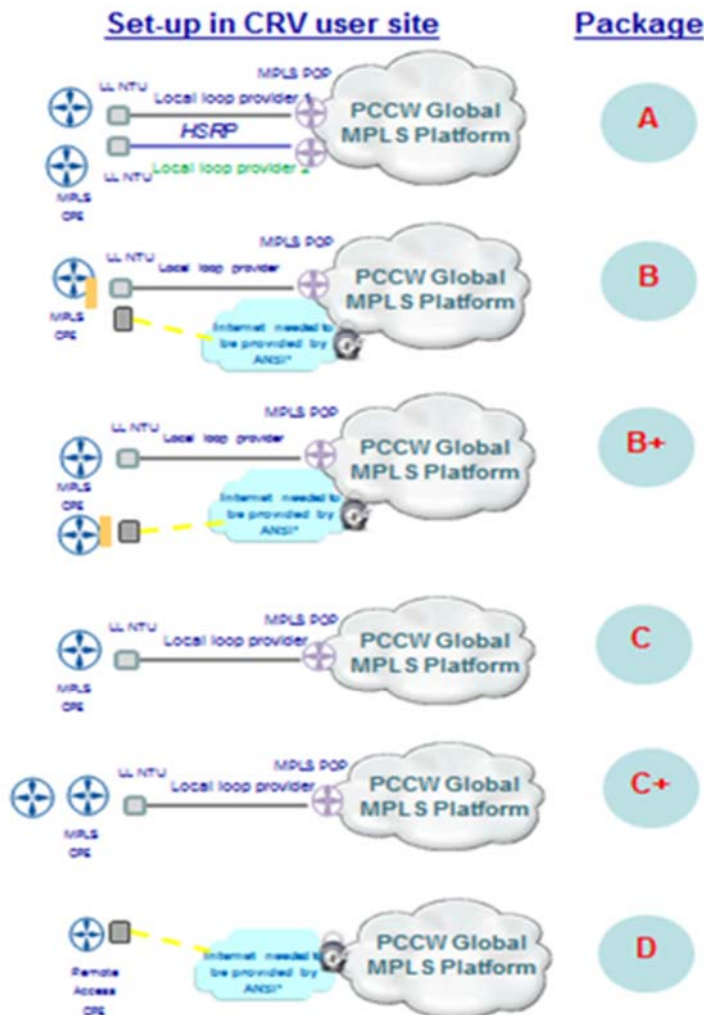 Set-up in CRV user site
Package
MPLS POP
LL NTU
Local loop provider 1
PCCW Global
MPLS Platform
A
HSRP
Local loop provider 2
LL NTU
MPLS
CPE
MPLS POP
LL NTU
Local loop provider
PCCW Global
MPLS Platform
B
MPLS
CPE
Internet needed to
be provided by
ANSI*
MPLS POP
LL NTU
Local loop provider
PCCW Global
MPLS Platform
B+
MPLS
CPE
Internet needed to
be provided by
ANSI*
MPLS POP
LL NTU
Local loop provider
PCCW Global
MPLS Platform
C
MPLS
CPE
MPLS POP
LL NTU
Local loop provider
PCCW Global
MPLS Platform
C+
MPLS
CPE
PCCW Global
MPLS Platform
D
Internet needed to
be provided by
ANSI*
Remote
Access
CPE